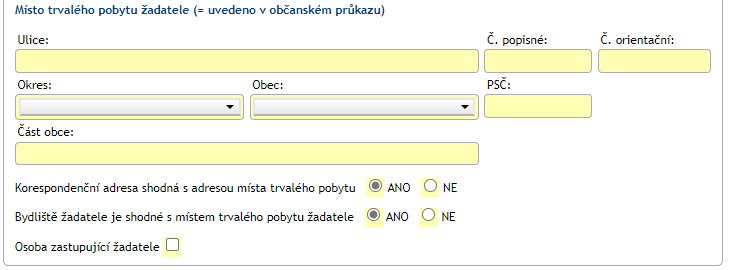 Místo trvalého pobytu žadatele (= uvedeno v občanském průkazu)
Ulice: Č. popisné: Č. orientační:
Okres: Obec: PSČ:
Část obce:
Korespondenční adresa shodná s adresou místa trvalého pobytu ANO NE
Bydliště žadatele je shodné s místem trvalého pobytu žadatele ANO NE
Osoba zastupující žadatele